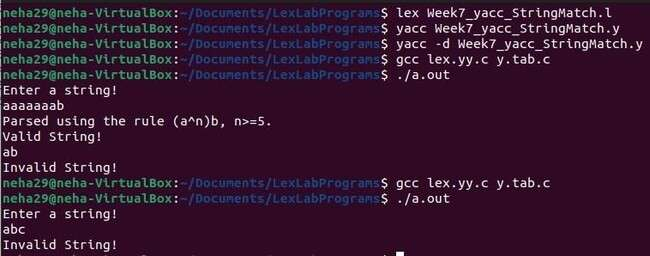 neha29@neha-VirtualBox:~/Documents/LexLabPrograms$ lex Week7_yacc_StringMatch.l
neha29@neha-VirtualBox:~/Documents/LexLabPrograms$ yacc Week7_yacc_StringMatch.y
neha29@neha-VirtualBox:~/Documents/LexLabPrograms$ yacc -d Week7_yacc_StringMatch.y
neha29@neha-VirtualBox:~/Documents/LexLabPrograms$ gcc lex.yy.c y.tab.c
neha29@neha-VirtualBox:~/Documents/LexLabPrograms$ ./a.out
Enter a string!
aaaaaaab
Parsed using the rule (a^n)b, n>=5.
Valid String!
ab
Invalid String!
neha29@neha-VirtualBox:~/Documents/LexLabPrograms$ gcc lex.yy.c y.tab.c
neha29@neha-VirtualBox:~/Documents/LexLabPrograms$ ./a.out
Enter a string!
abc
Invalid String!